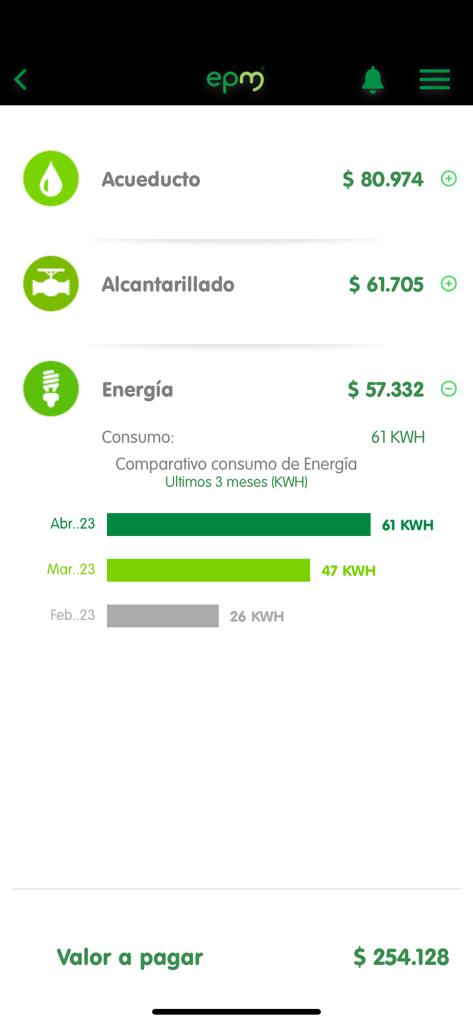 epm
Acueducto $ 80.974
Alcantarillado $ 61.705
Energía $ 57.332
Consumo: 61 KWH
Comparativo consumo de Energía
Ultimos 3 meses (KWH)
Abr..23 61 KWH
Mar..23 47 KWH
Feb..23 26 KWH
Valor a pagar $ 254.128